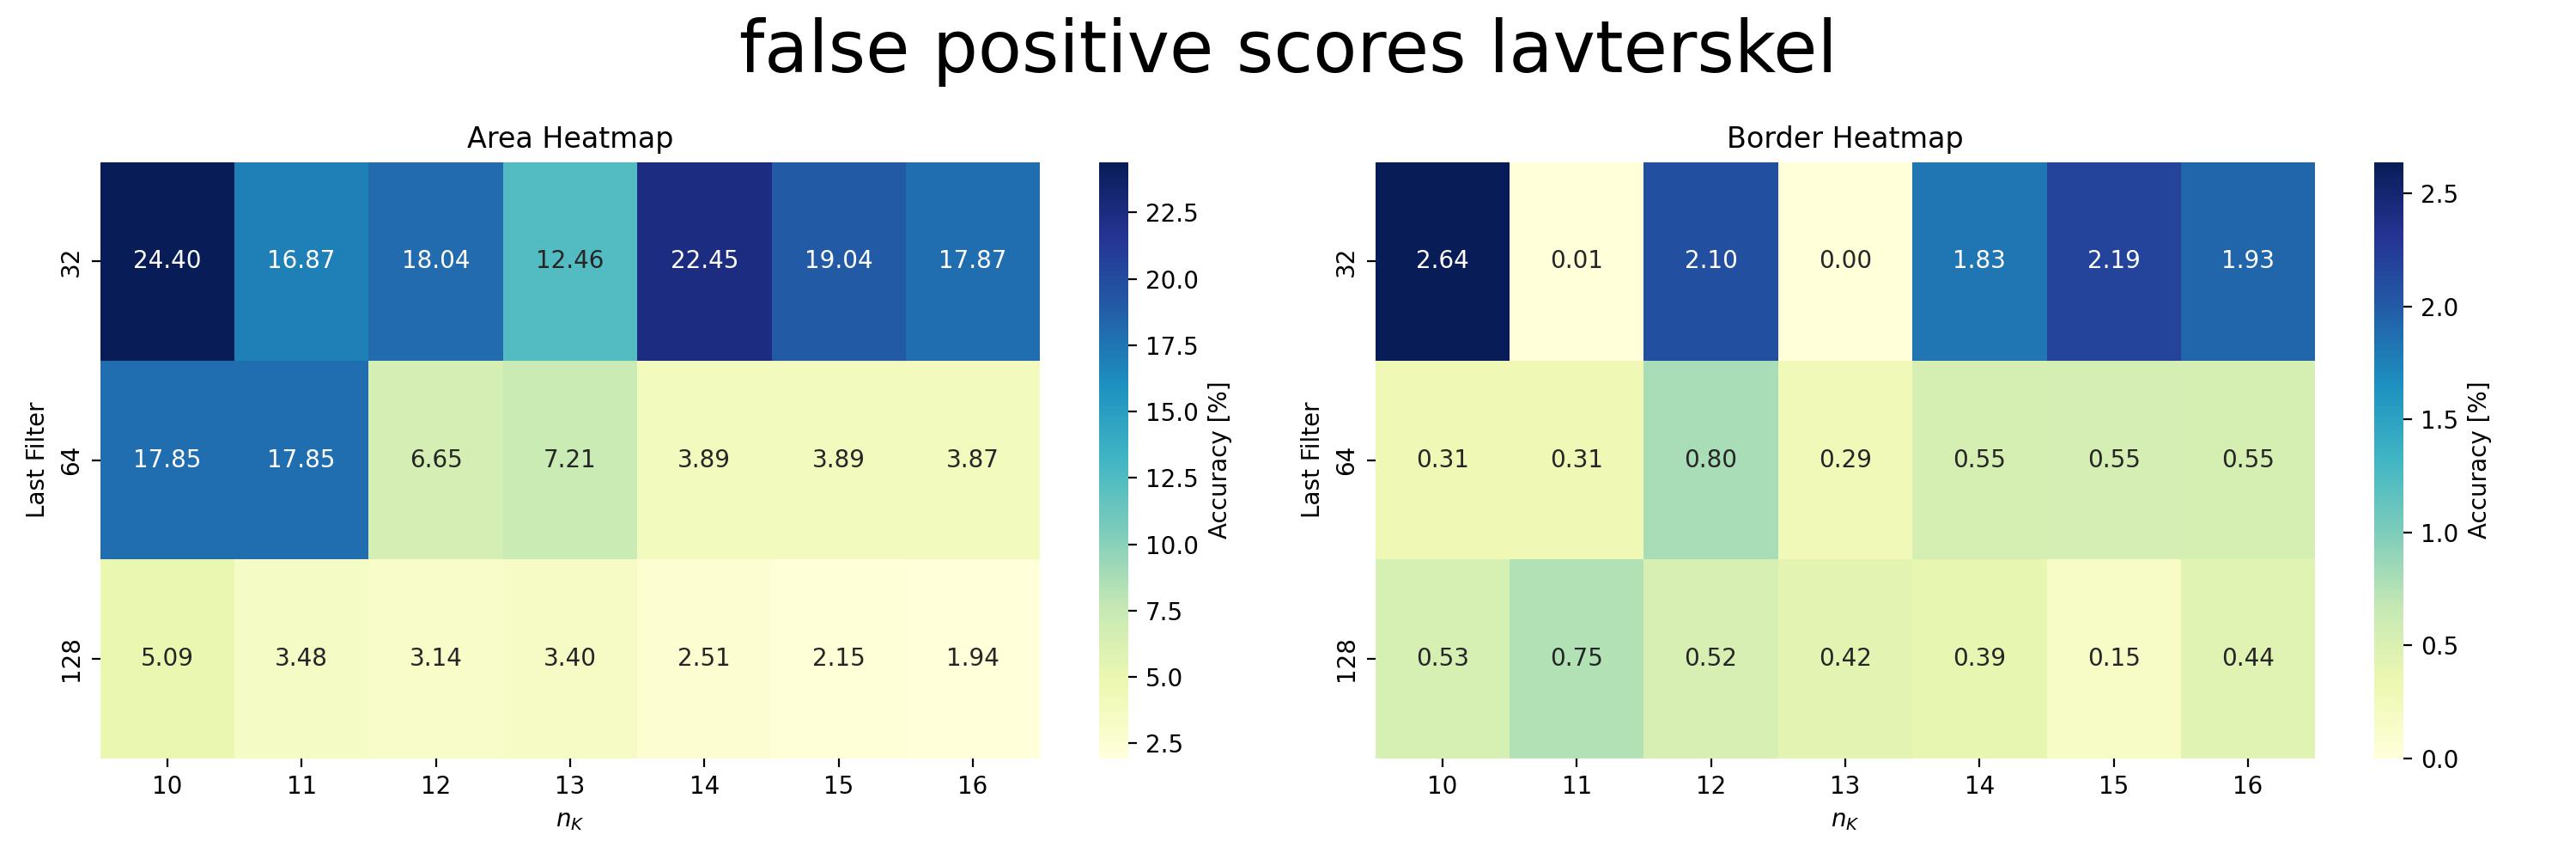 false positive scores lavterskel
Area Heatmap
Last Filter
32
24.40 16.87 18.04 12.46 22.45 19.04 17.87
64
17.85 17.85 6.65 7.21 3.89 3.89 3.87
128
5.09 3.48 3.14 3.40 2.51 2.15 1.94
10 11 12 13 14 15 16
n_K
22.5
20.0
17.5
15.0
12.5
10.0
7.5
5.0
2.5
Accuracy [%]
Border Heatmap
Last Filter
32
2.64 0.01 2.10 0.00 1.83 2.19 1.93
64
0.31 0.31 0.80 0.29 0.55 0.55 0.55
128
0.53 0.75 0.52 0.42 0.39 0.15 0.44
10 11 12 13 14 15 16
n_K
2.5
2.0
1.5
1.0
0.5
0.0
Accuracy [%]